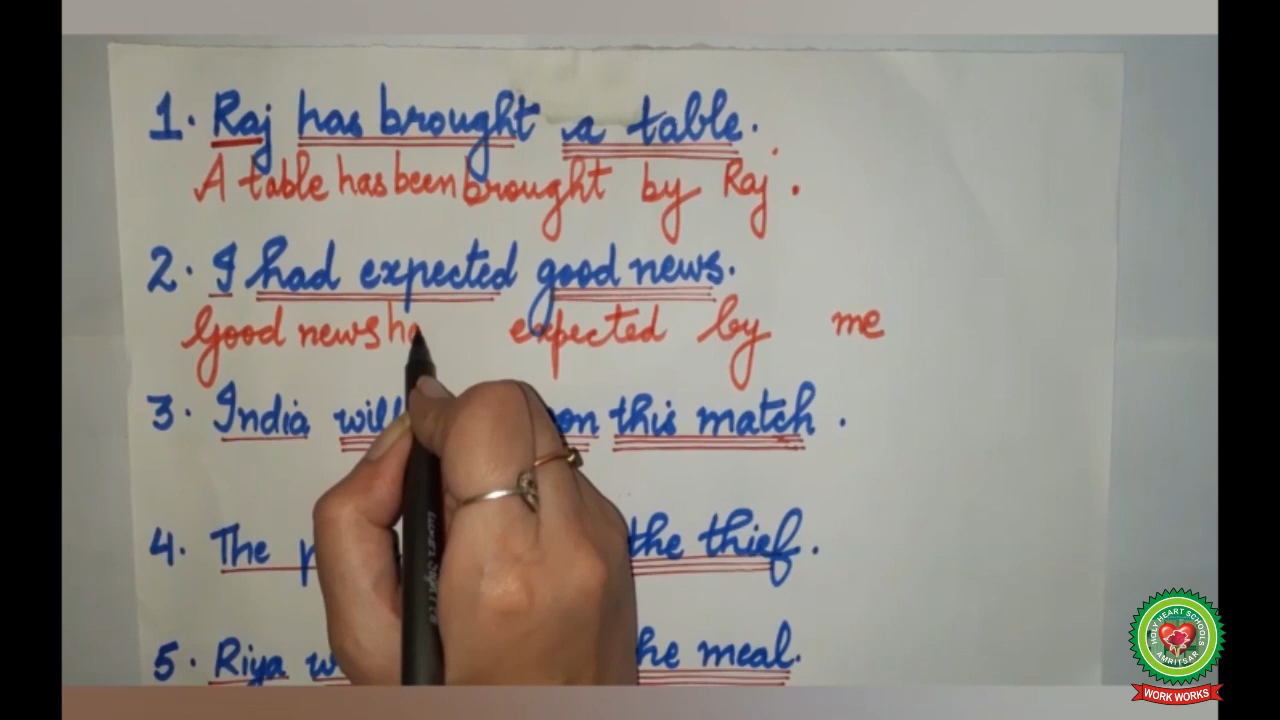 1. Raj has brought a table.
A table has been brought by Raj.
2. I had expected good news.
Good news ha expected by me
3. India will on this match.
4. The p the thief.
5. Riya w he meal.
HOLY HEART SCHOOLS
AMRITSAR
WORK WORKS